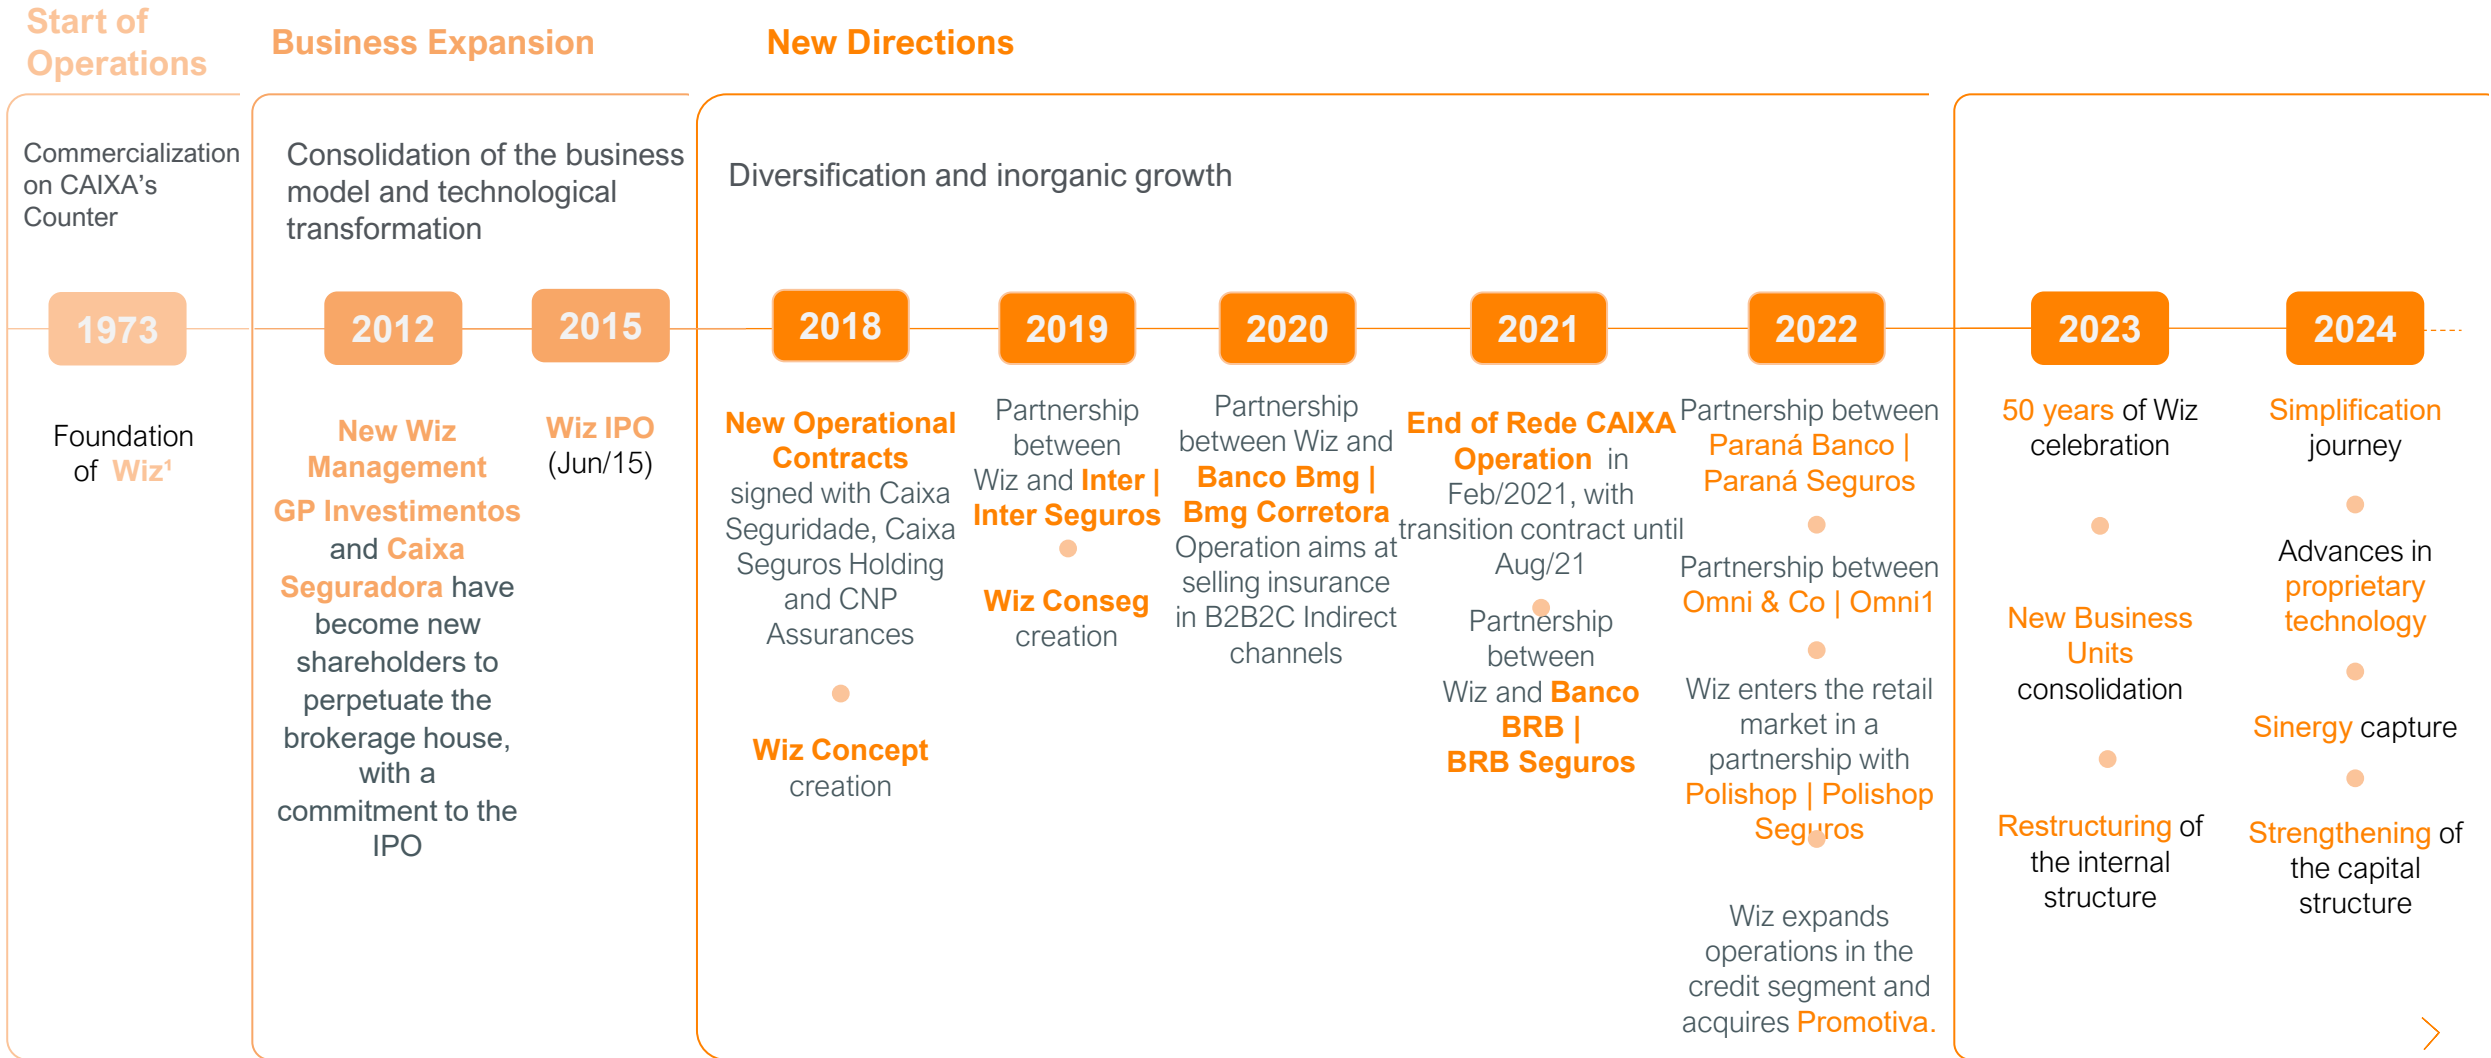 Start of
Operations
Business Expansion
New Directions
Commercialization
on CAIXA's
Counter
Consolidation of the business
model and technological
transformation
Diversification and inorganic growth
1973
Foundation
of Wiz¹
2012
New Wiz
Management
GP Investimentos
and Caixa
Seguradora have
become new
shareholders to
perpetuate the
brokerage house,
with a
commitment to the
IPO
2015
Wiz IPO
(Jun/15)
2018
New Operational
Contracts
signed with Caixa
Seguridade, Caixa
Seguros Holding
and CNP
Assurances
Wiz Concept
creation
2019
Partnership
between
Wiz and Inter |
Inter Seguros
Wiz Conseg
creation
2020
Partnership
between Wiz and
Banco Bmg |
Bmg Corretora
Operation aims at
selling insurance
in B2B2C Indirect
channels
2021
End of Rede CAIXA
Operation in
Feb/2021, with
transition contract until
Aug/21
Partnership
between
Wiz and Banco
BRB |
BRB Seguros
2022
Partnership between
Paraná Banco |
Paraná Seguros
Partnership between
Omni & Co | Omni1
Wiz enters the retail
market in a
partnership with
Polishop | Polishop
Seguros
Wiz expands
operations in the
credit segment and
acquires Promotiva.
2023
50 years of Wiz
celebration
New Business
Units
consolidation
Restructuring of
the internal
structure
2024
Simplification
journey
Advances in
proprietary
technology
Sinergy capture
Strengthening of
the capital
structure